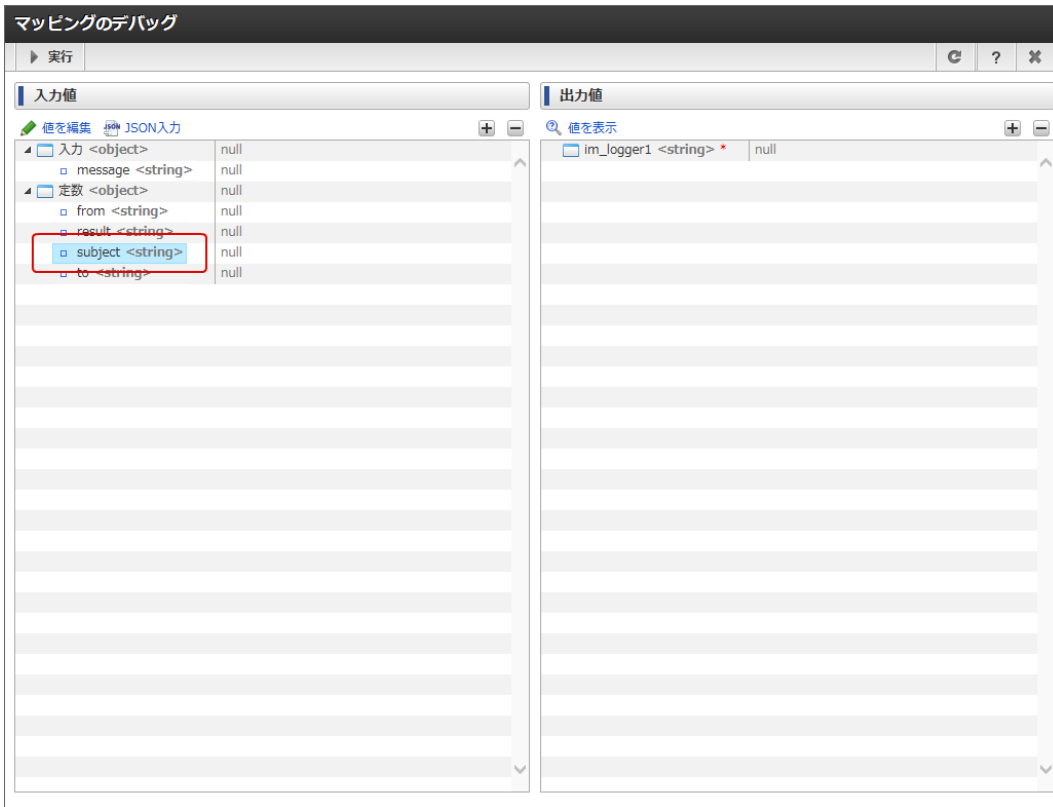 マッピングのデバッグ
実行
?
入力値
出力値
値を編集 JSON入力
値を表示
入力 <object> null
message <string> null
定数 <object> null
from <string> null
result <string> null
subject <string> null
to <string> null
im_logger1 <string> * null